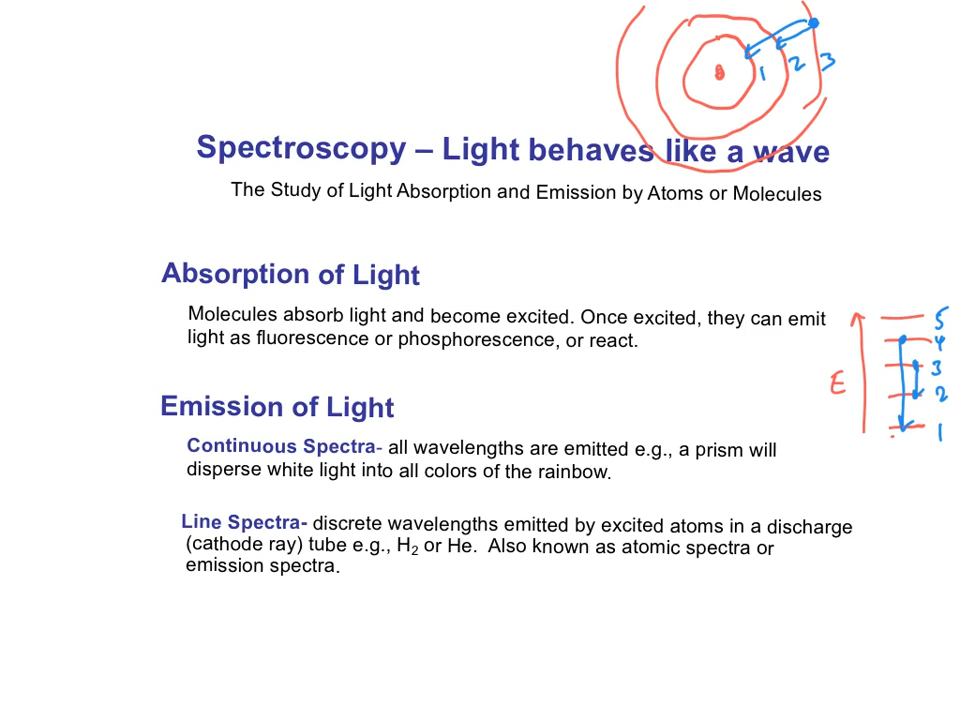 1 2 3
Spectroscopy – Light behaves like a wave
The Study of Light Absorption and Emission by Atoms or Molecules
Absorption of Light
Molecules absorb light and become excited. Once excited, they can emit
light as fluorescence or phosphorescence, or react.
5
4
3
E
2
1
Emission of Light
Continuous Spectra- all wavelengths are emitted e.g., a prism will
disperse white light into all colors of the rainbow.
Line Spectra- discrete wavelengths emitted by excited atoms in a discharge
(cathode ray) tube e.g., H2 or He. Also known as atomic spectra or
emission spectra.